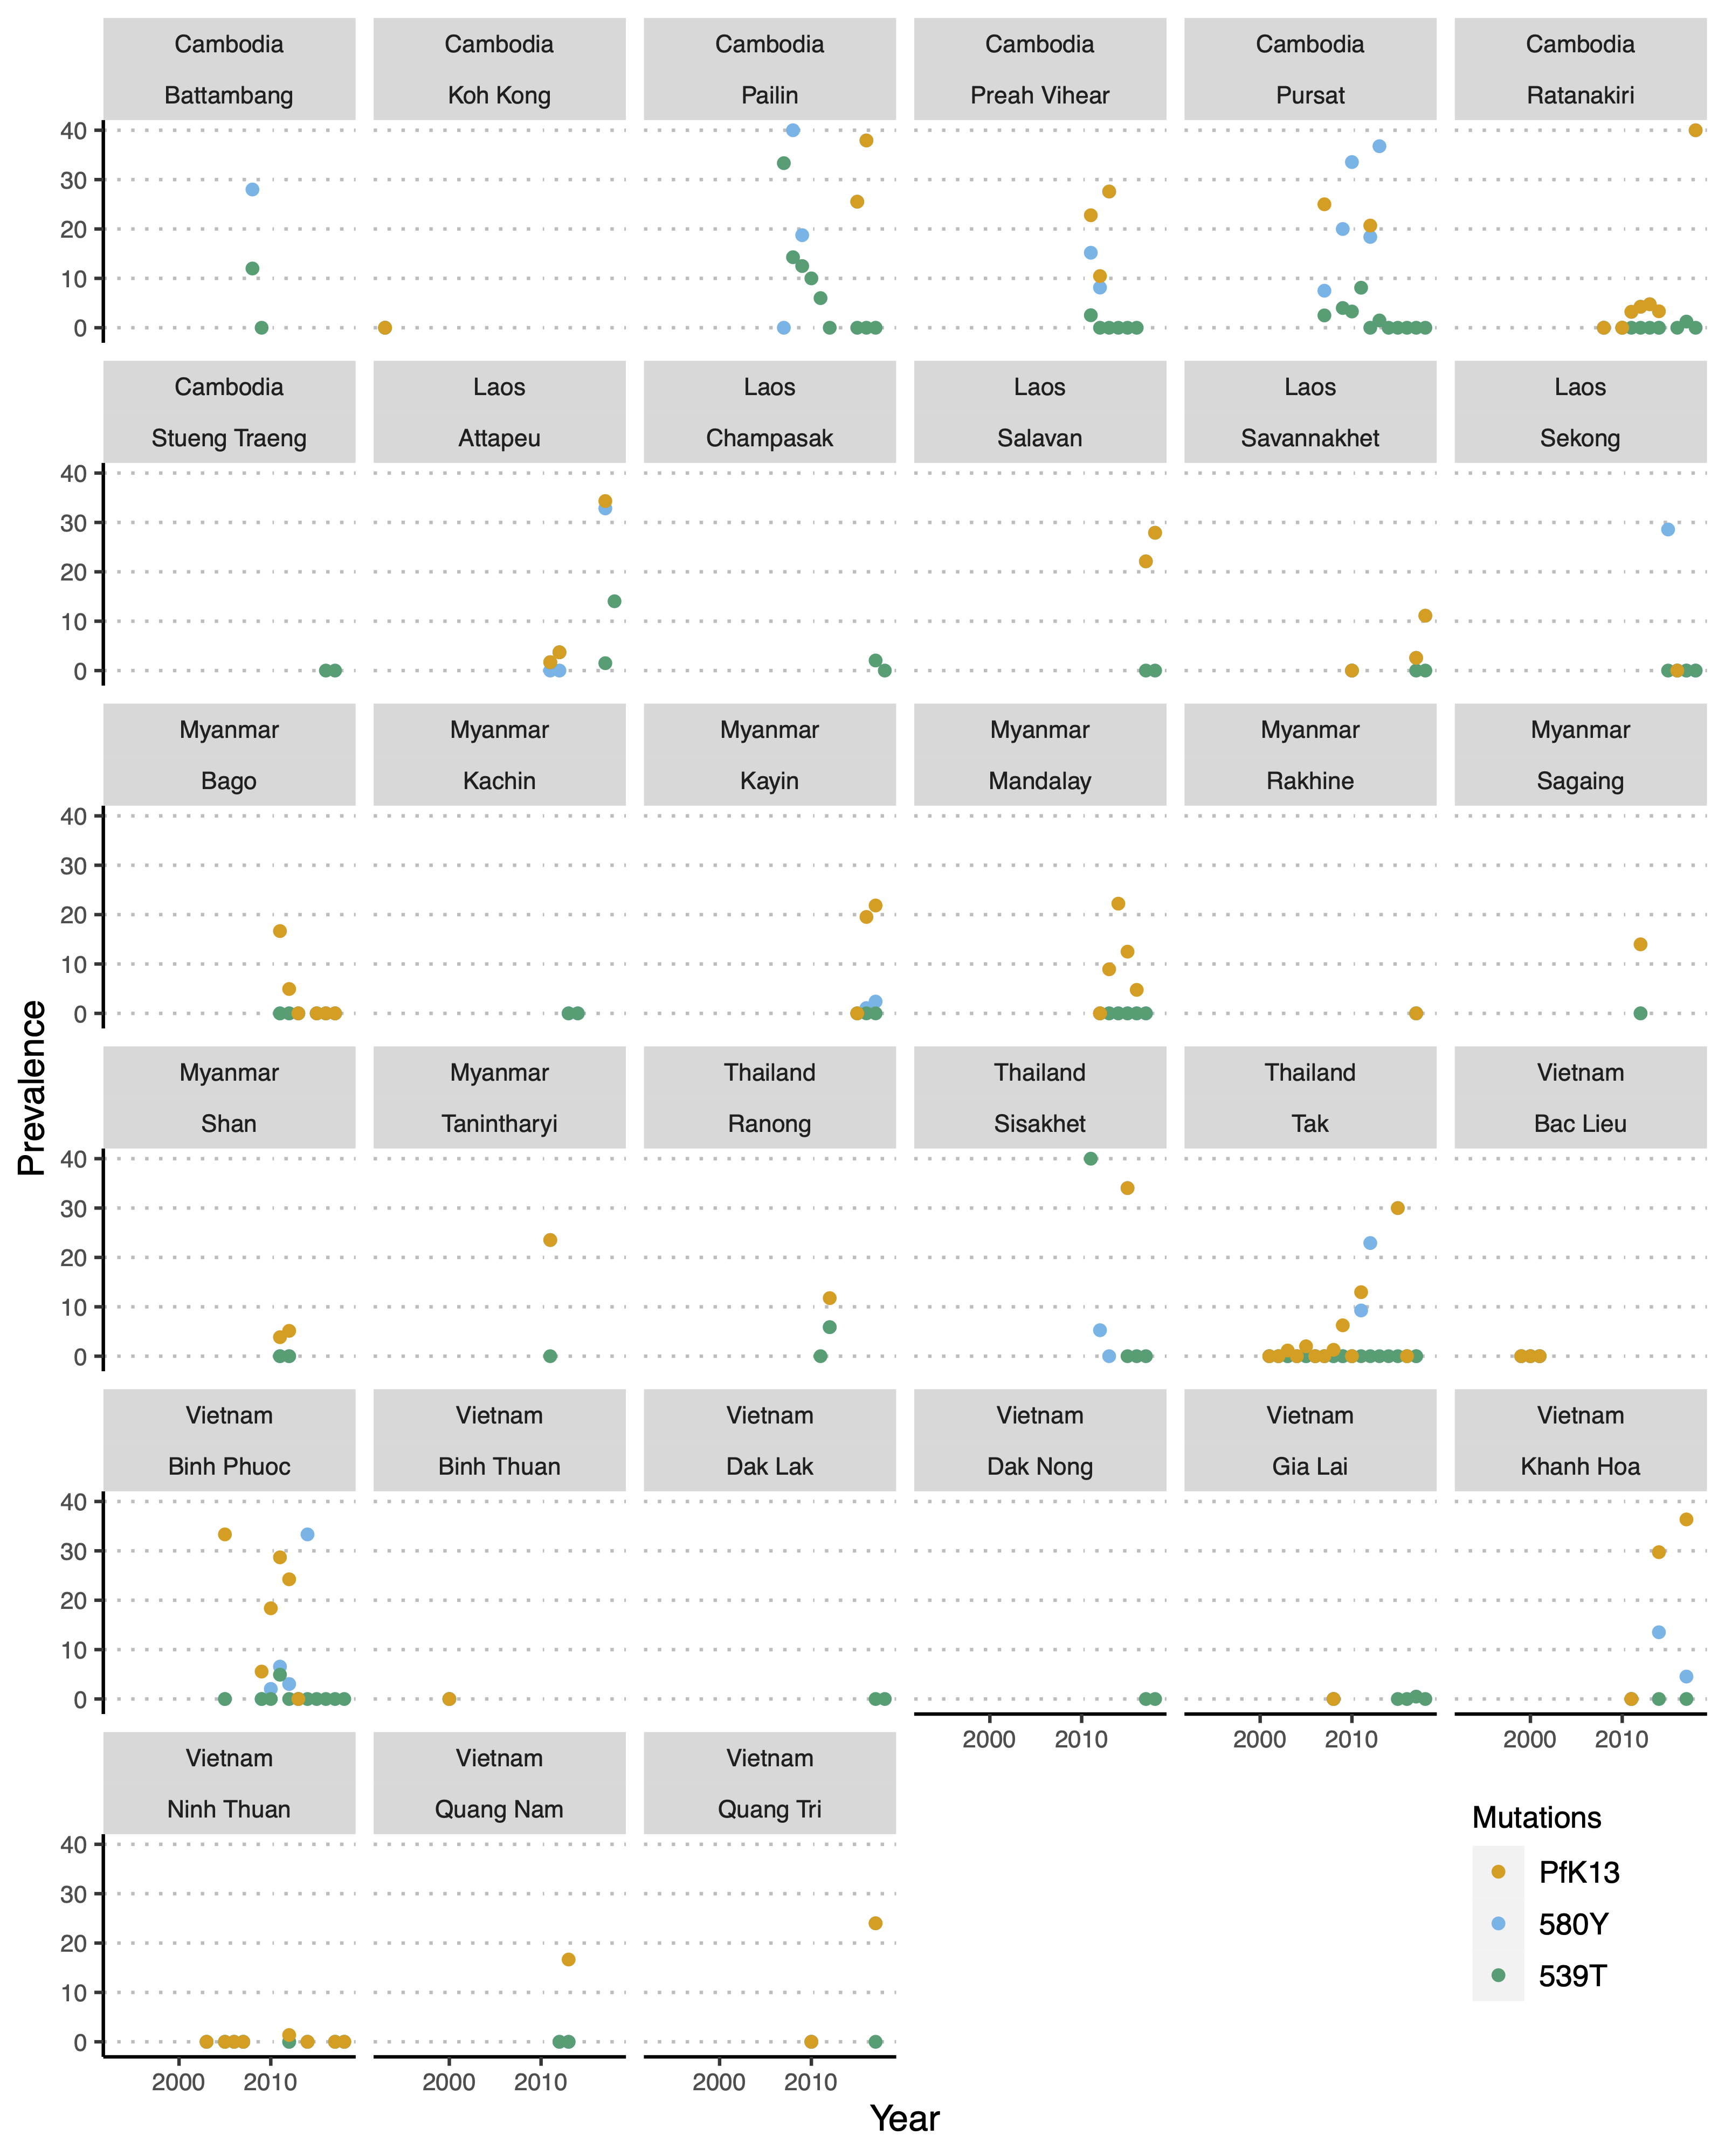 Cambodia Cambodia Cambodia Cambodia Cambodia Cambodia
Battambang Koh Kong Pailin Preah Vihear Pursat Ratanakiri
40
30
20
10
0
Cambodia Laos Laos Laos Laos Laos
Stueng Traeng Attapeu Champasak Salavan Savannakhet Sekong
40
30
20
10
0
Myanmar Myanmar Myanmar Myanmar Myanmar Myanmar
Bago Kachin Kayin Mandalay Rakhine Sagaing
40
30
20
10
0
Prevalence
Myanmar Myanmar Thailand Thailand Thailand Vietnam
Shan Tanintharyi Ranong Sisakhet Tak Bac Lieu
40
30
20
10
0
Vietnam Vietnam Vietnam Vietnam Vietnam Vietnam
Binh Phuoc Binh Thuan Dak Lak Dak Nong Gia Lai Khanh Hoa
40
30
20
10
0
2000 2010 2000 2010 2000 2010
Vietnam Vietnam Vietnam
Ninh Thuan Quang Nam Quang Tri
40
30
20
10
0
2000 2010 2000 2010 2000 2010
Year
Mutations
PfK13
580Y
539T